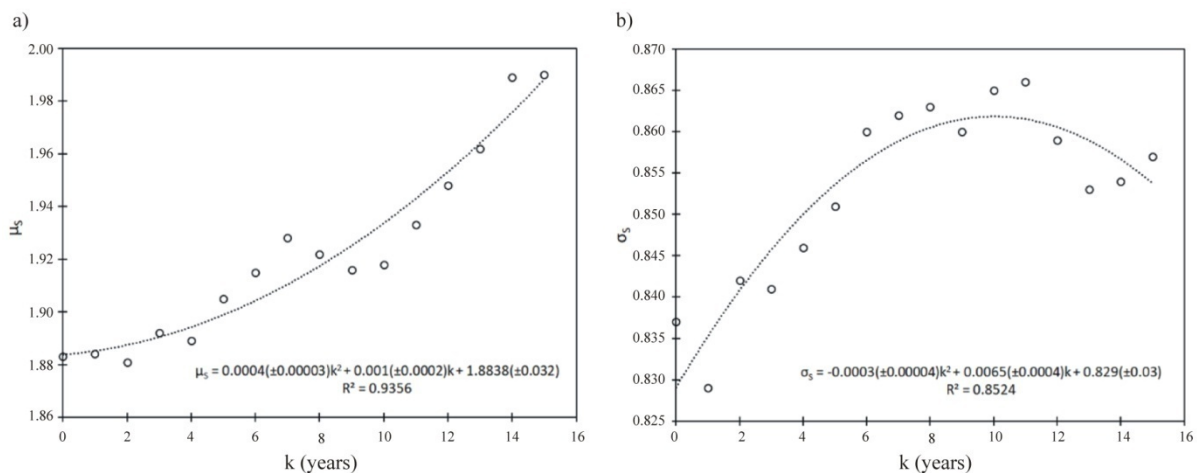 a)
2.00
1.98
1.96
1.94
1.92
1.90
1.88
1.86
μs
μs = 0.0004(±0.00003)k² + 0.001(±0.0002)k + 1.8838(±0.032)
R² = 0.9356
0 2 4 6 8 10 12 14 16
k (years)
b)
0.870
0.865
0.860
0.855
0.850
0.845
0.840
0.835
0.830
0.825
σs
σs = -0.0003(±0.00004)k² + 0.0065(±0.0004)k + 0.829(±0.03)
R² = 0.8524
0 2 4 6 8 10 12 14 16
k (years)